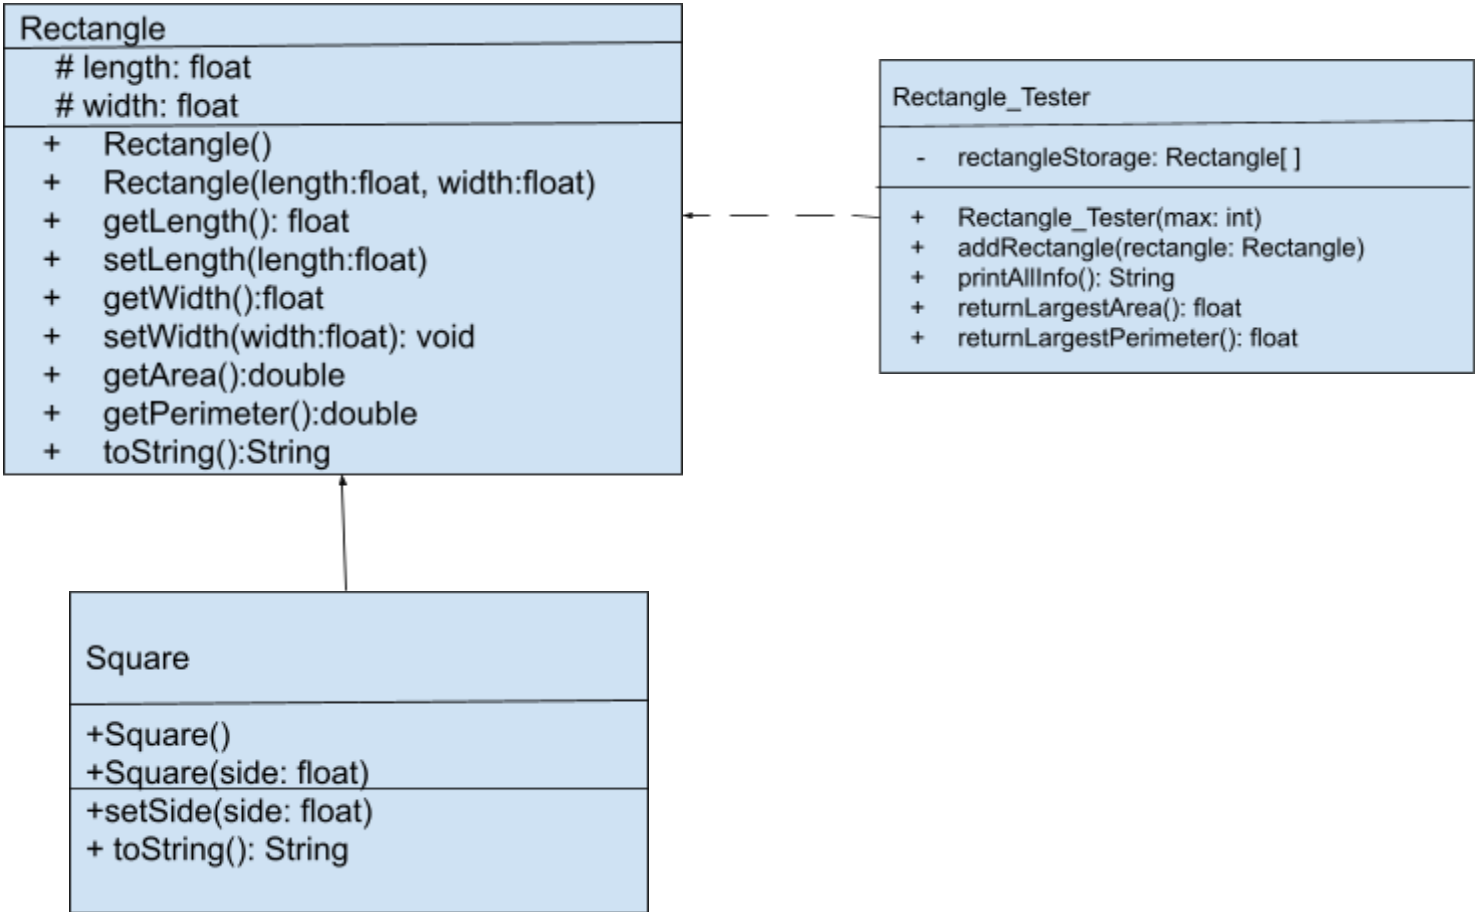 Rectangle
# length: float
# width: float
+ Rectangle()
+ Rectangle(length:float, width:float)
+ getLength(): float
+ setLength(length:float)
+ getWidth():float
+ setWidth(width:float): void
+ getArea():double
+ getPerimeter():double
+ toString():String
Rectangle_Tester
- rectangleStorage: Rectangle[ ]
+ Rectangle_Tester(max: int)
+ addRectangle(rectangle: Rectangle)
+ printAllInfo(): String
+ returnLargestArea(): float
+ returnLargestPerimeter(): float
Square
+Square()
+Square(side: float)
+setSide(side: float)
+ toString(): String